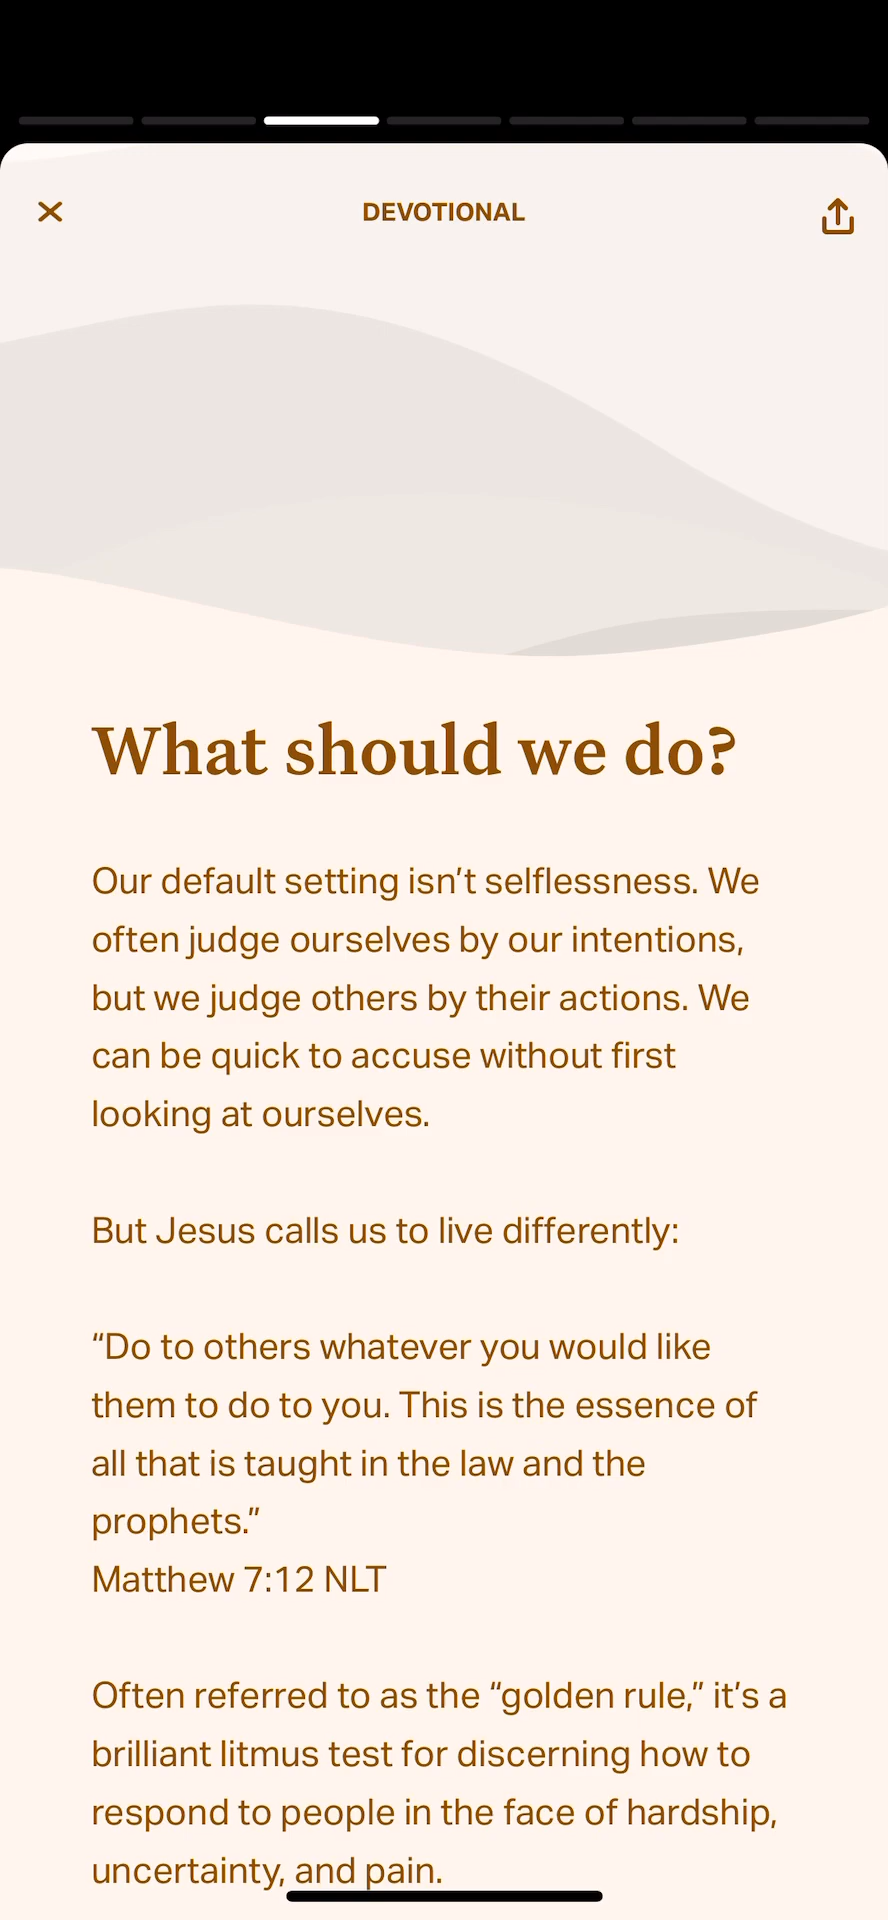 DEVOTIONAL
What should we do?
Our default setting isn’t selflessness. We
often judge ourselves by our intentions,
but we judge others by their actions. We
can be quick to accuse without first
looking at ourselves.
But Jesus calls us to live differently:
“Do to others whatever you would like
them to do to you. This is the essence of
all that is taught in the law and the
prophets.”
Matthew 7:12 NLT
Often referred to as the “golden rule,” it’s a
brilliant litmus test for discerning how to
respond to people in the face of hardship,
uncertainty, and pain.